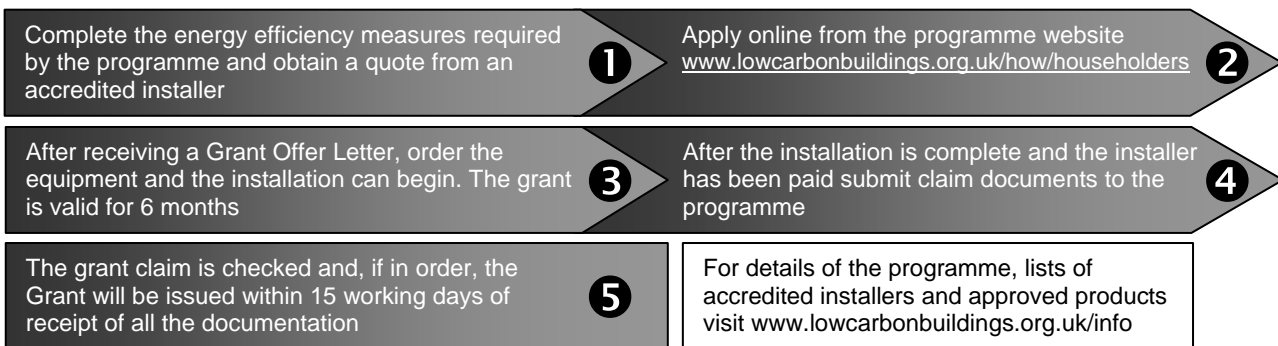 Complete the energy efficiency measures required
by the programme and obtain a quote from an
accredited installer
1
Apply online from the programme website
www.lowcarbonbuildings.org.uk/how/householders
2
After receiving a Grant Offer Letter, order the
equipment and the installation can begin. The grant
is valid for 6 months
3
After the installation is complete and the installer
has been paid submit claim documents to the
programme
4
The grant claim is checked and, if in order, the
Grant will be issued within 15 working days of
receipt of all the documentation
5
For details of the programme, lists of
accredited installers and approved products
visit www.lowcarbonbuildings.org.uk/info